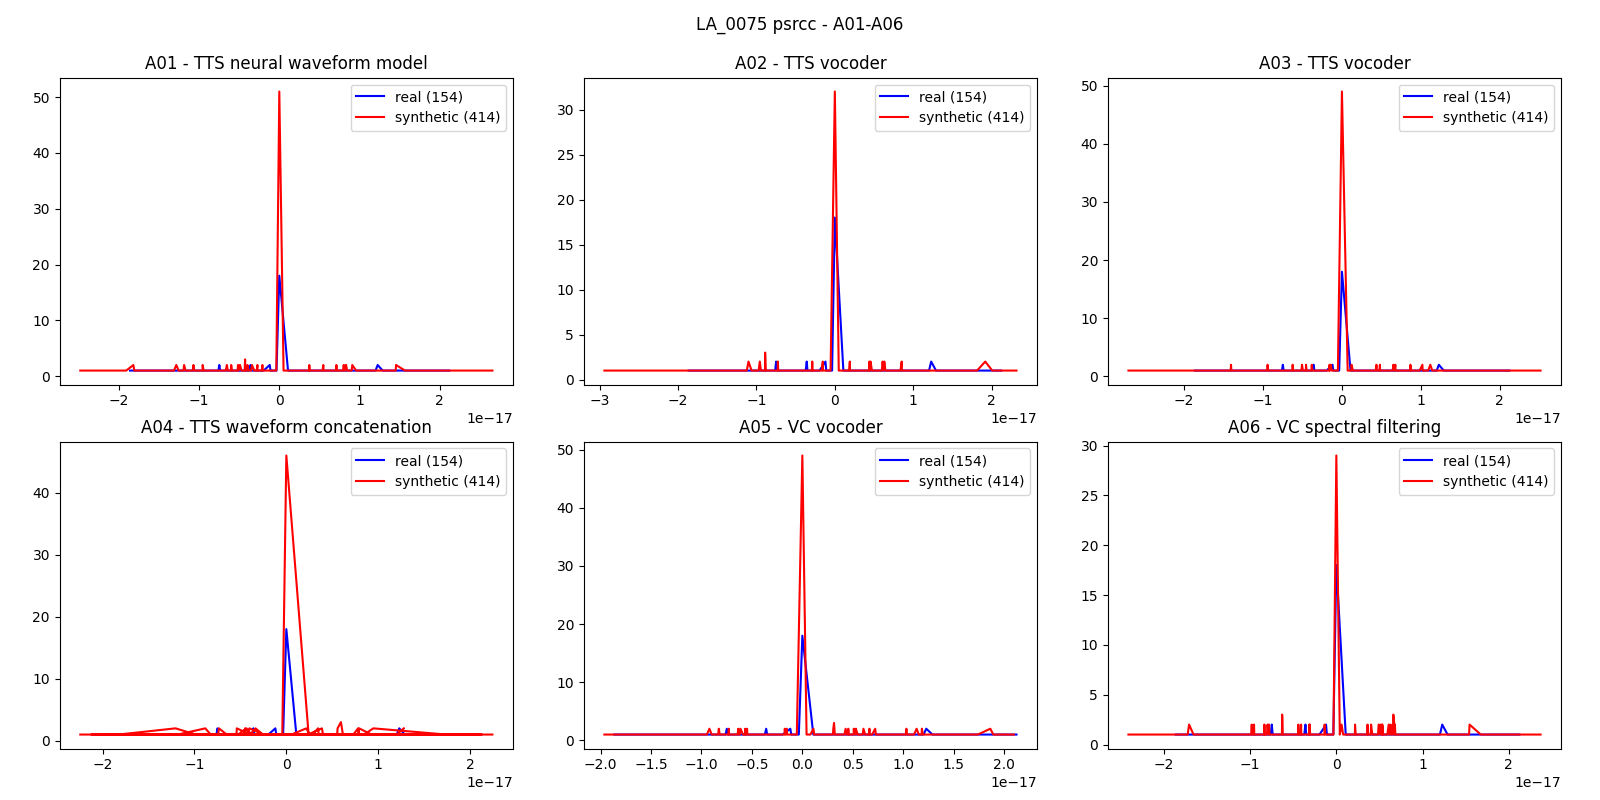 LA_0075 psrcc - A01-A06
A01 - TTS neural waveform model
50
40
30
20
10
0
real (154)
synthetic (414)
−2
−1
0
1
2
1e−17
A02 - TTS vocoder
30
25
20
15
10
5
0
real (154)
synthetic (414)
−3
−2
−1
0
1
2
1e−17
A03 - TTS vocoder
50
40
30
20
10
0
real (154)
synthetic (414)
−2
−1
0
1
2
1e−17
A04 - TTS waveform concatenation
40
30
20
10
0
real (154)
synthetic (414)
−2
−1
0
1
2
1e−17
A05 - VC vocoder
50
40
30
20
10
0
real (154)
synthetic (414)
−2.0
−1.5
−1.0
−0.5
0.0
0.5
1.0
1.5
2.0
1e−17
A06 - VC spectral filtering
30
25
20
15
10
5
0
real (154)
synthetic (414)
−2
−1
0
1
2
1e−17